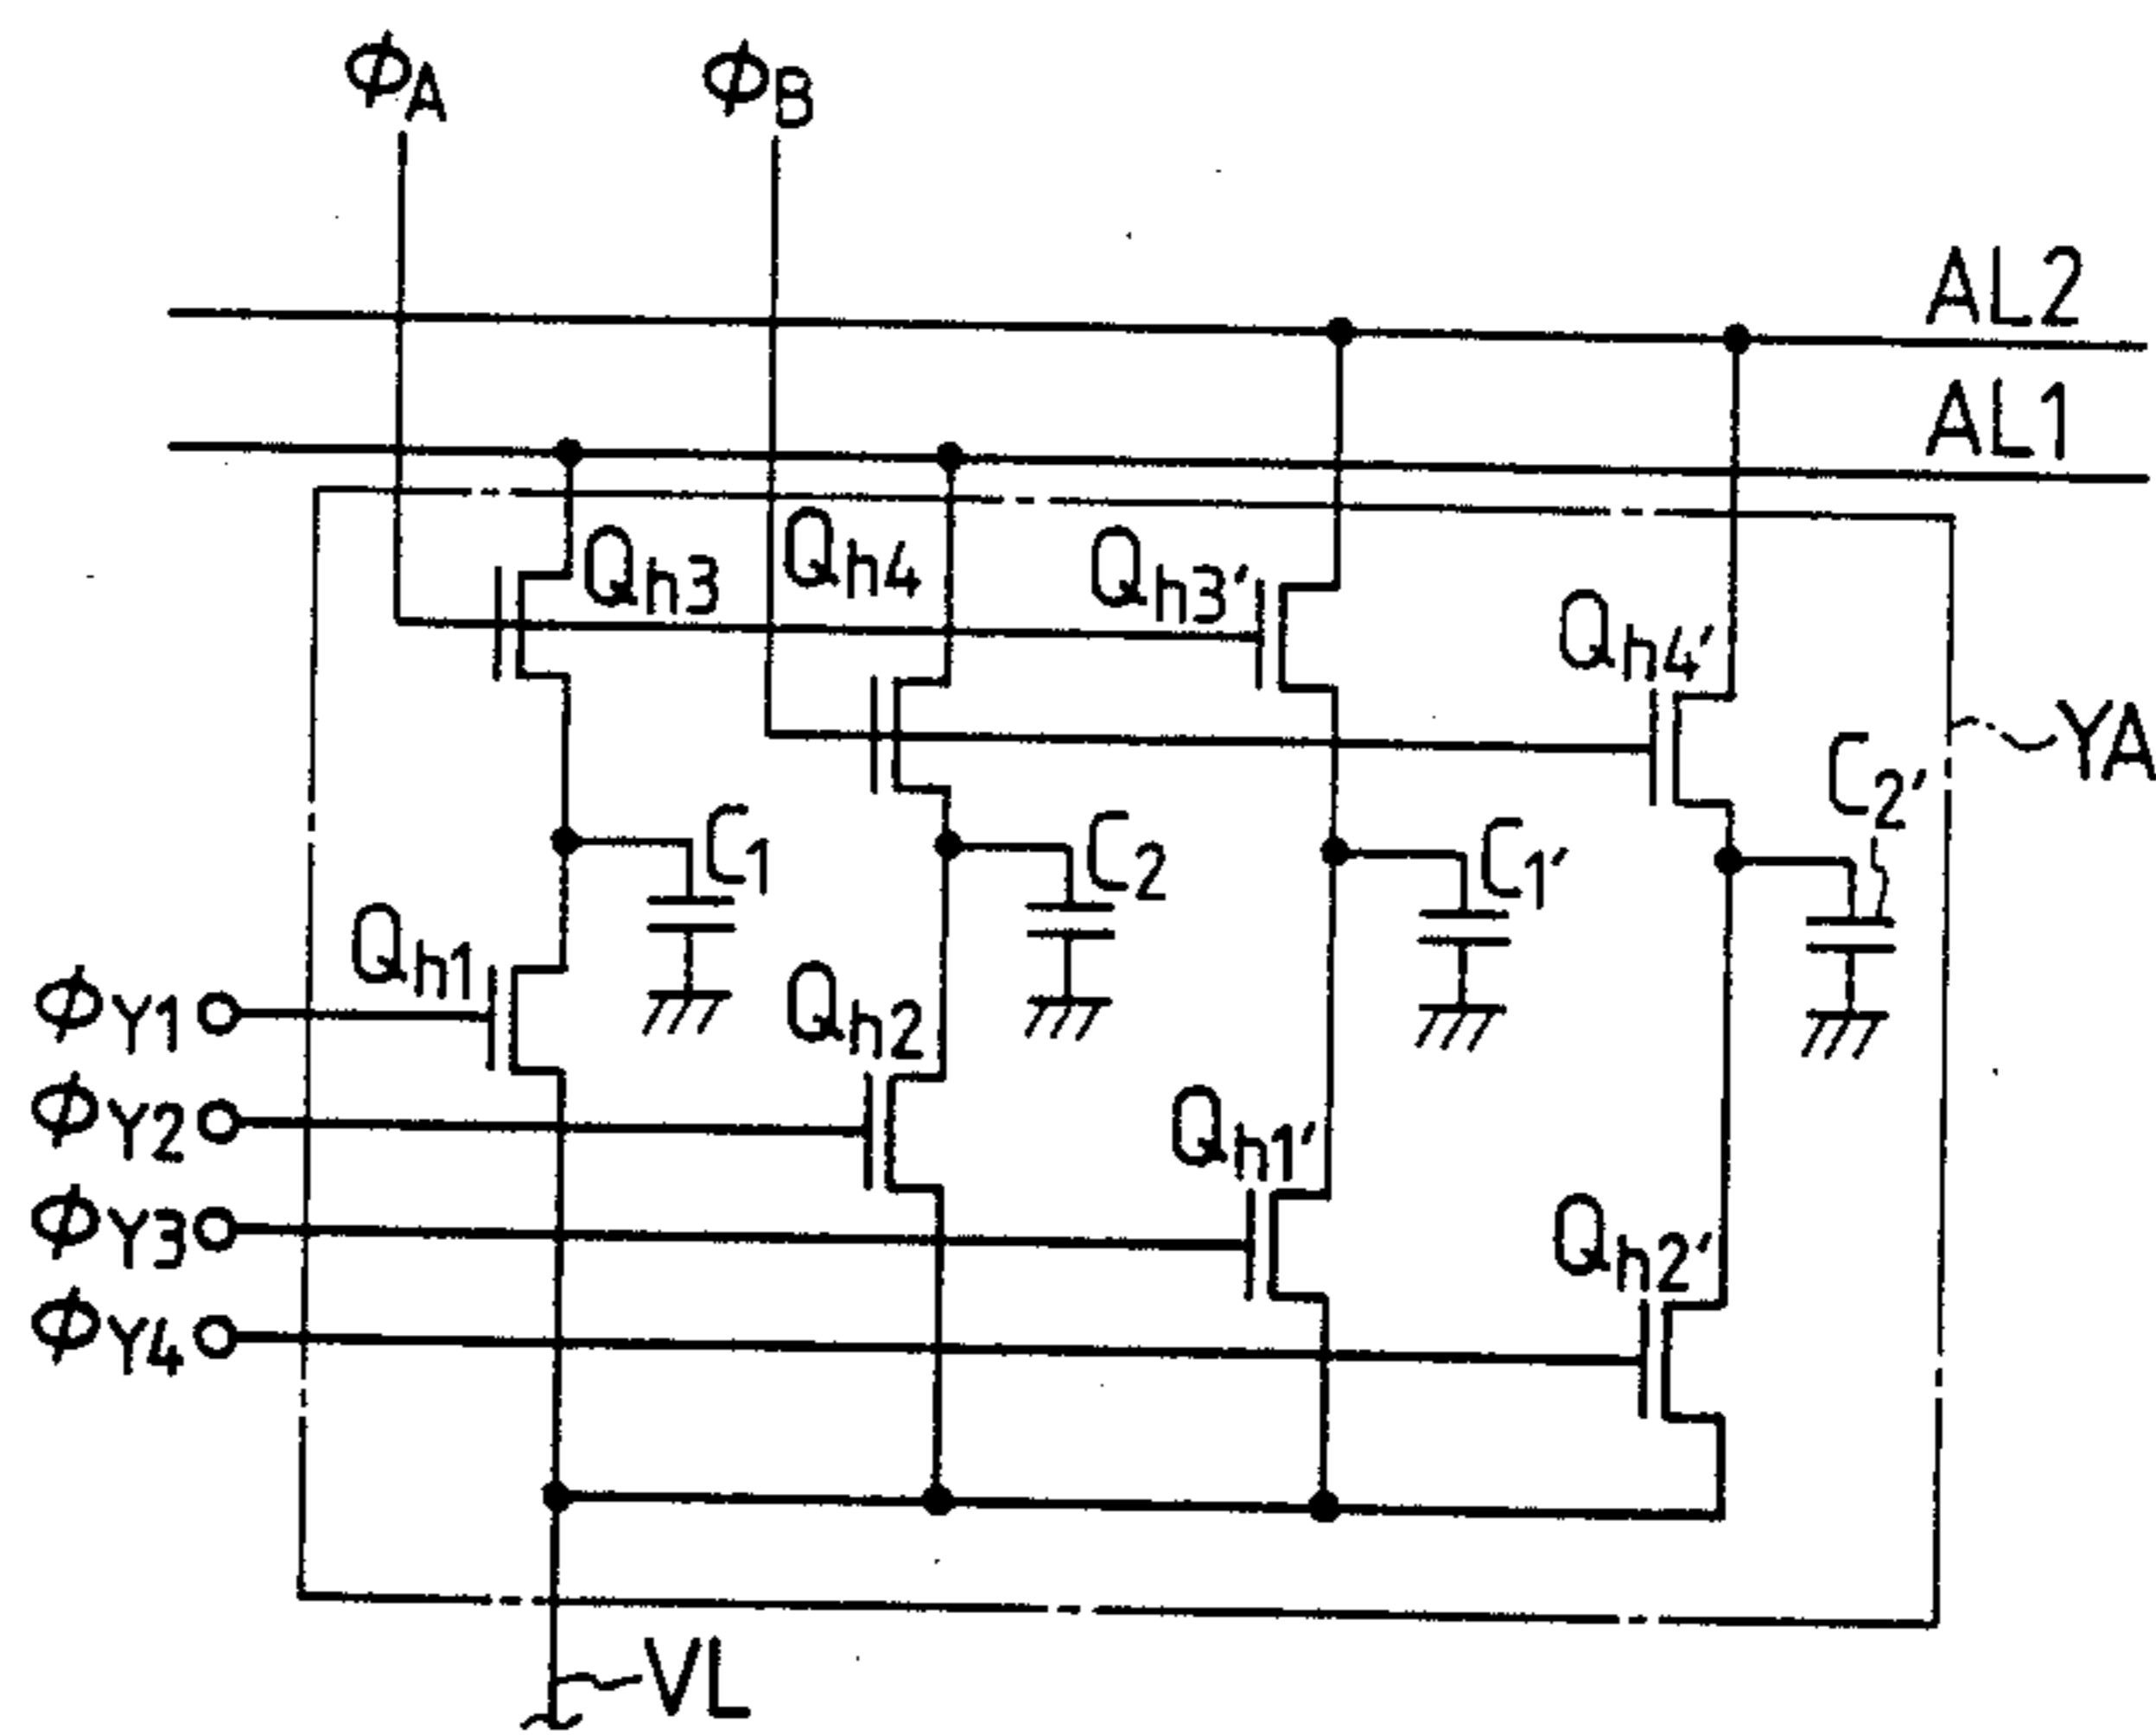 ϕA
ϕB
AL2
AL1
Qh3
Qh4
Qh3′
Qh4′
YA
C1
C2
C1′
C2′
Qh1
Qh2
ϕY1
ϕY2
Qh1′
ϕY3
Qh2′
ϕY4
VL